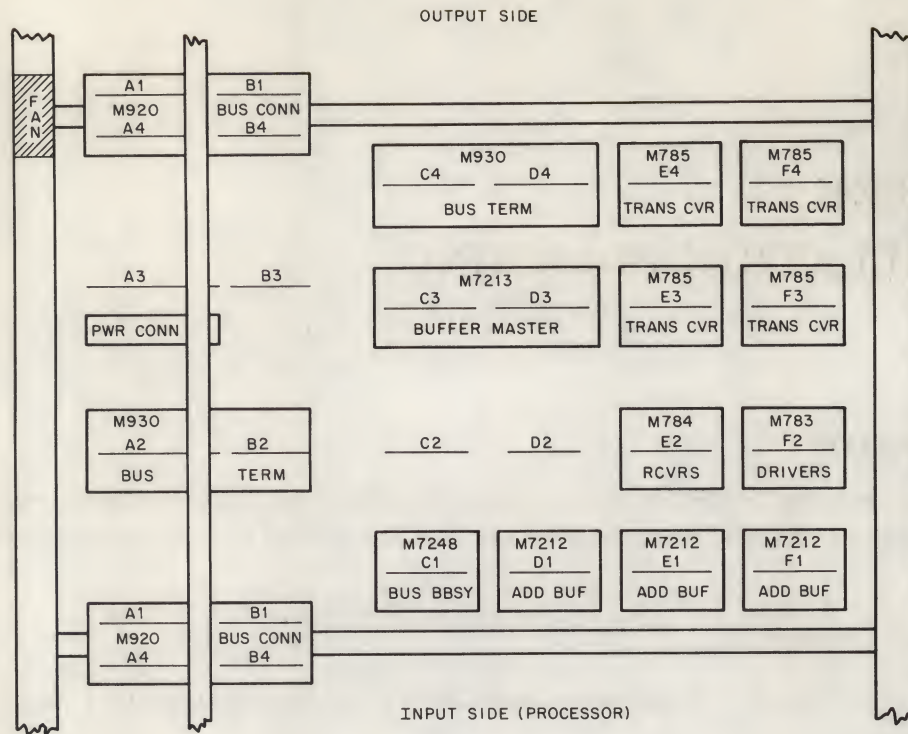 OUTPUT SIDE
FAN
A1 B1
M920 BUS CONN
A4 B4
M930
C4 D4
BUS TERM
M785
E4
TRANS CVR
M785
F4
TRANS CVR
A3 B3
PWR CONN
M7213
C3 D3
BUFFER MASTER
M785
E3
TRANS CVR
M785
F3
TRANS CVR
M930
A2 B2
BUS TERM
C2 D2
M784
E2
RCVRS
M783
F2
DRIVERS
M7248
C1
BUS BBSY
M7212
D1
ADD BUF
M7212
E1
ADD BUF
M7212
F1
ADD BUF
A1 B1
M920 BUS CONN
A4 B4
INPUT SIDE (PROCESSOR)